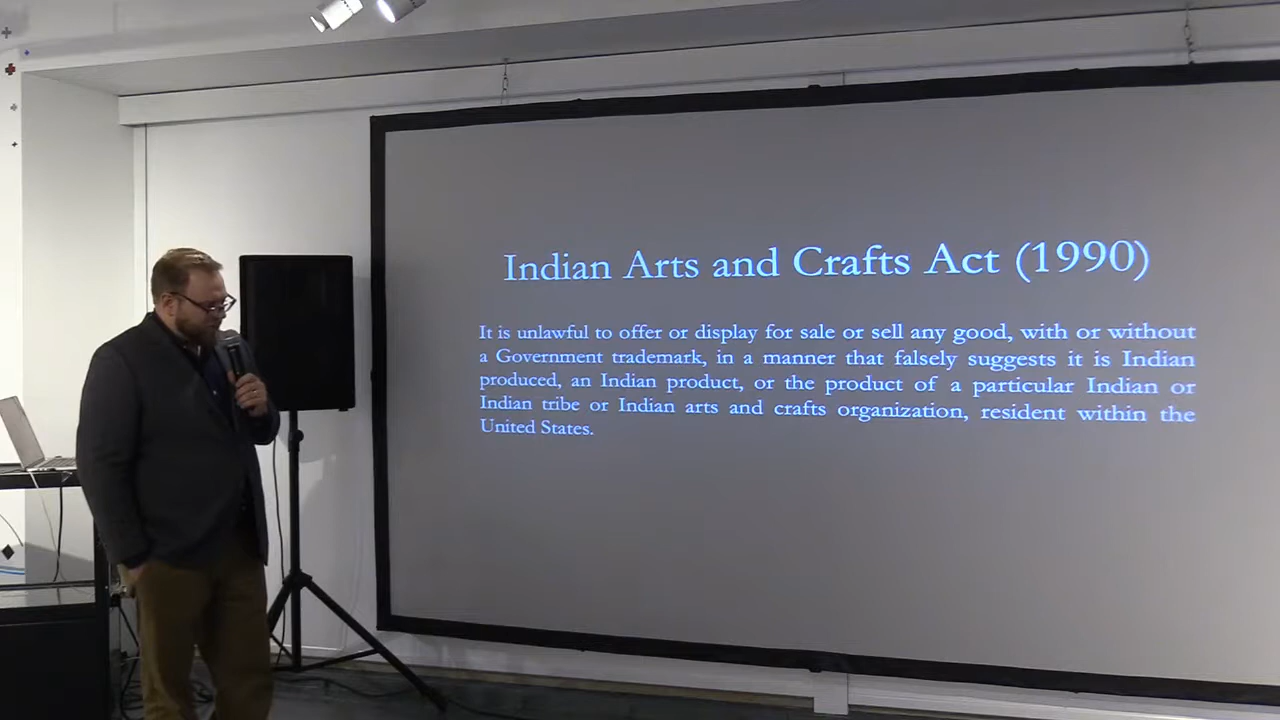 Indian Arts and Crafts Act (1990)
It is unlawful to offer or display for sale or sell any good, with or without
a Government trademark, in a manner that falsely suggests it is Indian
produced, an Indian product, or the product of a particular Indian or
Indian tribe or Indian arts and crafts organization, resident within the
United States.